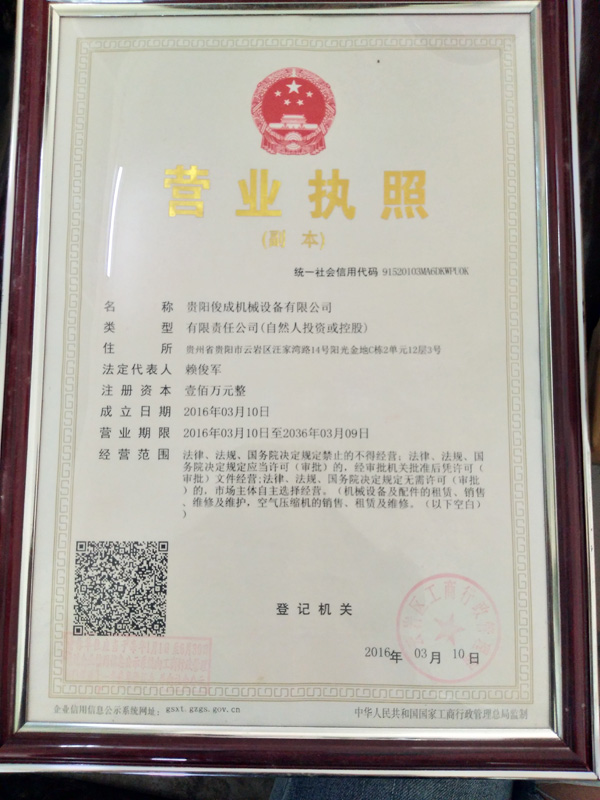 营业执照
(副本)
统一社会信用代码 91520103MA6DKWPU0K
名称 贵阳俊成机械设备有限公司
类型 有限责任公司(自然人投资或控股)
住所 贵州省贵阳市云岩区汪家湾路14号阳光金地C栋2单元12层3号
法定代表人 赖俊军
注册资本 壹佰万元整
成立日期 2016年03月10日
营业期限 2016年03月10日至2036年03月09日
经营范围 法律、法规、国务院决定规定禁止的不得经营；法律、法规、国
务院决定规定应当许可（审批）的，经审批机关批准后凭许可（
审批）文件经营;法律、法规、国务院决定规定无需许可（审批
）的，市场主体自主选择经营。（机械设备及配件的租赁、销售
、维修及维护，空气压缩机的销售、租赁及维修。（以下空白）
）
登记机关
2016年 03月 10日
企业信用信息公示系统网址：gsxt.gzgs.gov.cn
中华人民共和国国家工商行政管理总局监制